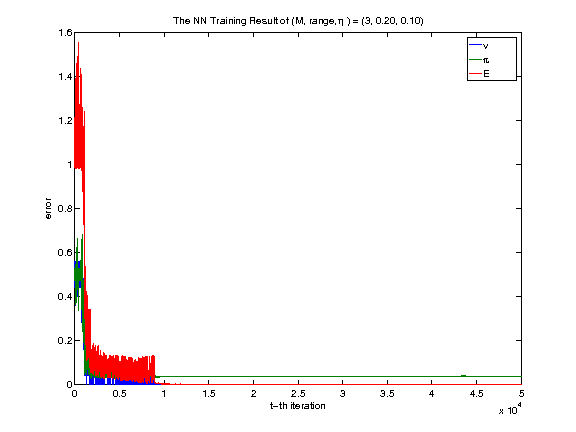 The NN Training Result of (M, range,η ) = (3, 0.20, 0.10)
1.6
1.4
1.2
1
0.8
0.6
0.4
0.2
0
error
ν
π
E
0 0.5 1 1.5 2 2.5 3 3.5 4 4.5 5
t-th iteration
x 10^4